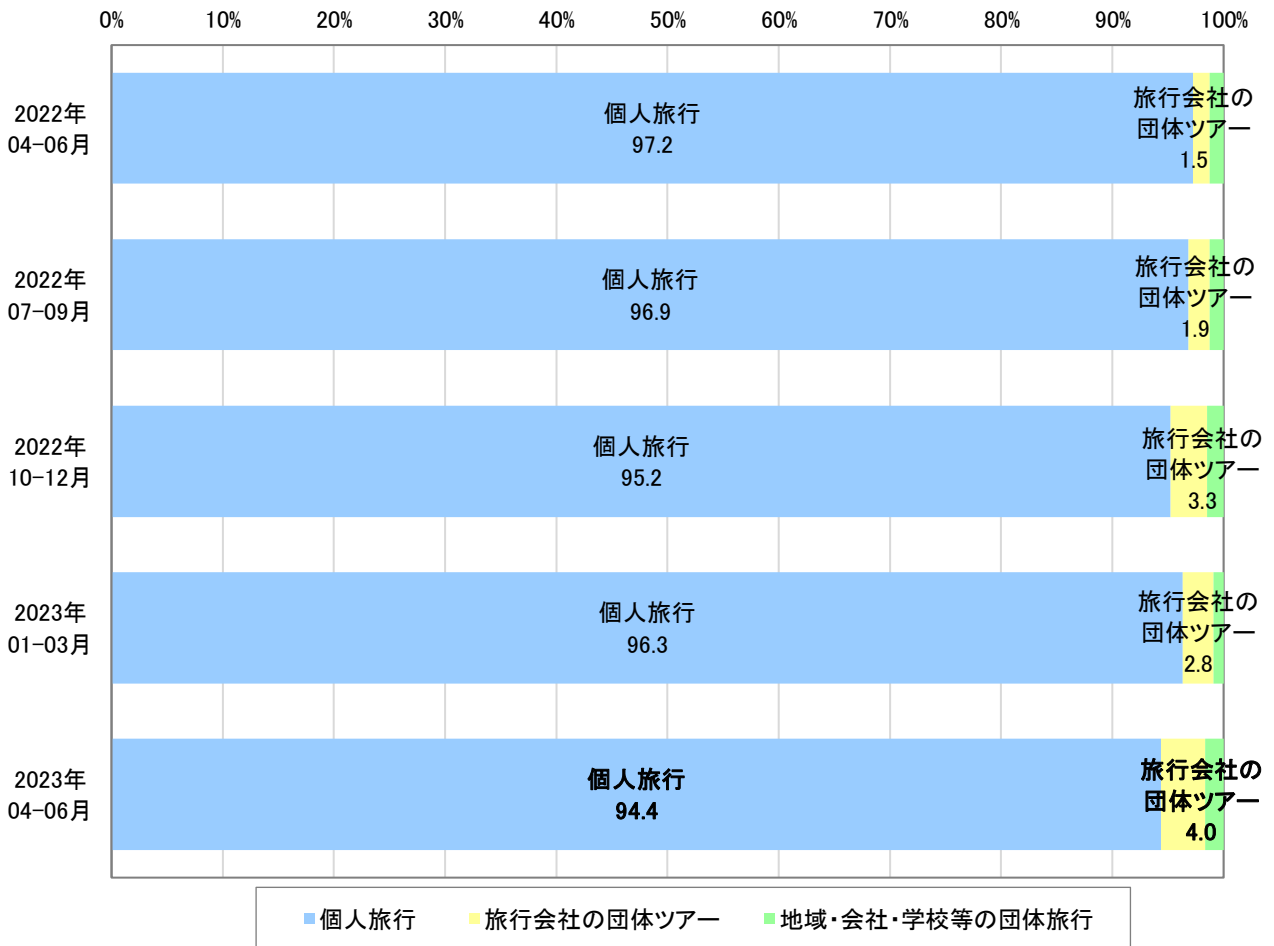 0% 10% 20% 30% 40% 50% 60% 70% 80% 90% 100%
2022年
04-06月
個人旅行
97.2
旅行会社の
団体ツアー
1.5
2022年
07-09月
個人旅行
96.9
旅行会社の
団体ツアー
1.9
2022年
10-12月
個人旅行
95.2
旅行会社の
団体ツアー
3.3
2023年
01-03月
個人旅行
96.3
旅行会社の
団体ツアー
2.8
2023年
04-06月
個人旅行
94.4
旅行会社の
団体ツアー
4.0
個人旅行 旅行会社の団体ツアー 地域・会社・学校等の団体旅行